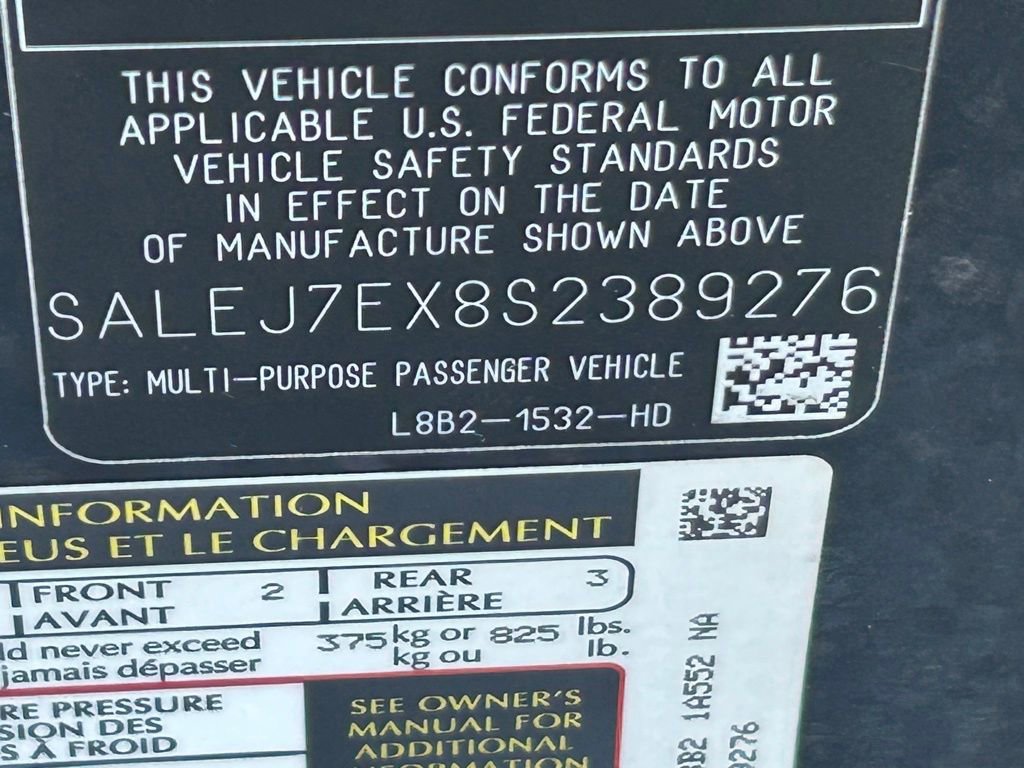 THIS VEHICLE CONFORMS TO ALL
APPLICABLE U.S. FEDERAL MOTOR
VEHICLE SAFETY STANDARDS
IN EFFECT ON THE DATE
OF MANUFACTURE SHOWN ABOVE
SALEJ7EX8S2389276
TYPE: MULTI-PURPOSE PASSENGER VEHICLE
L8B2-1532-HD
INFORMATION
EUS ET LE CHARGEMENT
FRONT 2 REAR 3
AVANT ARRIÈRE
ld never exceed 375 kg or 825 lbs.
jamais dépasser kg ou lb.
RE PRESSURE
SION DES
S À FROID
SEE OWNER'S
MANUAL FOR
ADDITIONAL
INFORMATION
8B2 1A552 NA
9276